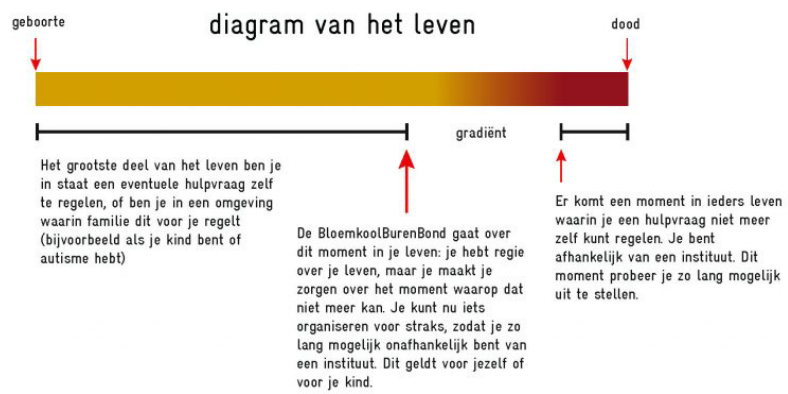 diagram van het leven
geboorte
dood
gradiënt
Het grootste deel van het leven ben je
in staat een eventuele hulpvraag zelf
te regelen, of ben je in een omgeving
waarin familie dit voor je regelt
(bijvoorbeeld als je kind bent of
autisme hebt)
De BloemkoolBurenBond gaat over
dit moment in je leven: je hebt regie
over je leven, maar je maakt je
zorgen over het moment waarop dat
niet meer kan. Je kunt nu iets
organiseren voor straks, zodat je zo
lang mogelijk onafhankelijk bent van
een instituut. Dit geldt voor jezelf of
voor je kind.
Er komt een moment in ieders leven
waarin je een hulpvraag niet meer
zelf kunt regelen. Je bent
afhankelijk van een instituut. Dit
moment probeer je zo lang mogelijk
uit te stellen.